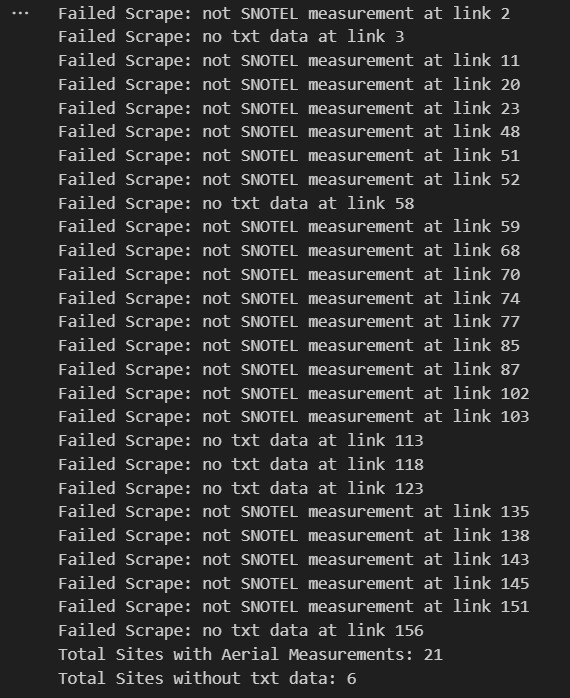 ...
Failed Scrape: not SNOTEL measurement at link 2
Failed Scrape: no txt data at link 3
Failed Scrape: not SNOTEL measurement at link 11
Failed Scrape: not SNOTEL measurement at link 20
Failed Scrape: not SNOTEL measurement at link 23
Failed Scrape: not SNOTEL measurement at link 48
Failed Scrape: not SNOTEL measurement at link 51
Failed Scrape: not SNOTEL measurement at link 52
Failed Scrape: no txt data at link 58
Failed Scrape: not SNOTEL measurement at link 59
Failed Scrape: not SNOTEL measurement at link 68
Failed Scrape: not SNOTEL measurement at link 70
Failed Scrape: not SNOTEL measurement at link 74
Failed Scrape: not SNOTEL measurement at link 77
Failed Scrape: not SNOTEL measurement at link 85
Failed Scrape: not SNOTEL measurement at link 87
Failed Scrape: not SNOTEL measurement at link 102
Failed Scrape: not SNOTEL measurement at link 103
Failed Scrape: no txt data at link 113
Failed Scrape: no txt data at link 118
Failed Scrape: no txt data at link 123
Failed Scrape: not SNOTEL measurement at link 135
Failed Scrape: not SNOTEL measurement at link 138
Failed Scrape: not SNOTEL measurement at link 143
Failed Scrape: not SNOTEL measurement at link 145
Failed Scrape: not SNOTEL measurement at link 151
Failed Scrape: no txt data at link 156
Total Sites with Aerial Measurements: 21
Total Sites without txt data: 6